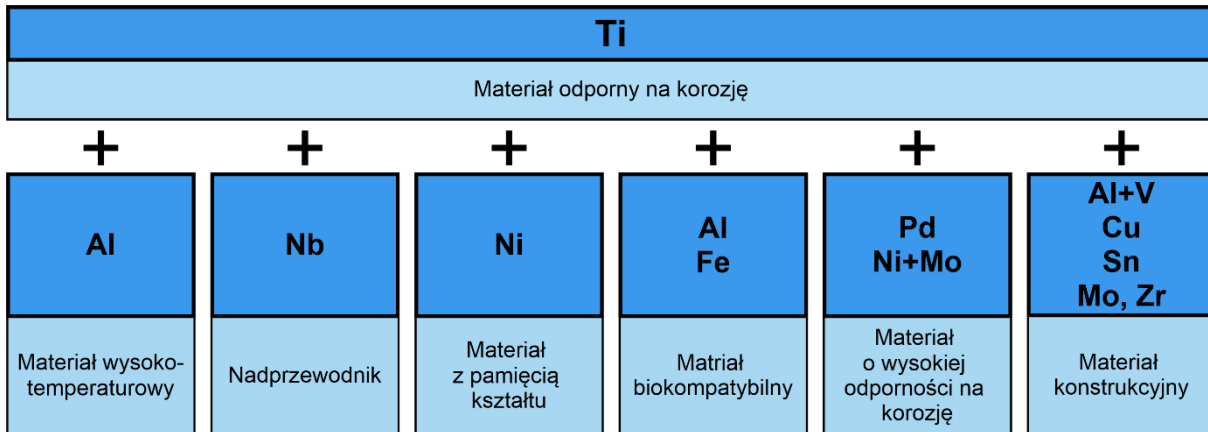 Ti
Materiał odporny na korozję
+ + + + + +
Al
Materiał wysoko-
temperaturowy
Nb
Nadprzewodnik
Ni
Materiał
z pamięcią
kształtu
Al
Fe
Matriał
biokompatybilny
Pd
Ni+Mo
Materiał
o wysokiej
odporności na
korozję
Al+V
Cu
Sn
Mo, Zr
Materiał
konstrukcyjny